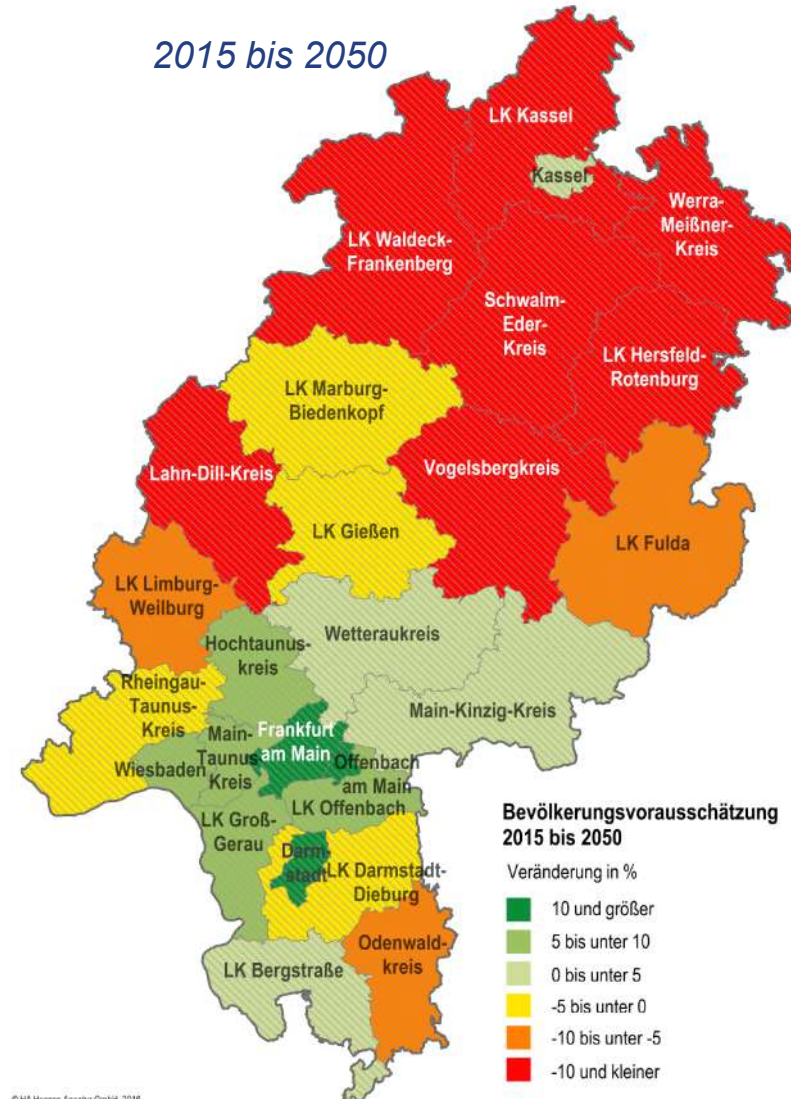 2015 bis 2050
LK Kassel
Kassel
Werra-
Meißner-
Kreis
LK Waldeck-
Frankenberg
Schwalm-
Eder-
Kreis
LK Hersfeld-
Rotenburg
LK Marburg-
Biedenkopf
Lahn-Dill-Kreis
Vogelsbergkreis
LK Gießen
LK Fulda
LK Limburg-
Weilburg
Wetteraukreis
Hochtaunus-
kreis
Rheingau-
Taunus-
Kreis
Main-Kinzig-Kreis
Frankfurt
am Main
Main-
Taunus
Kreis
Offenbach
am Main
Wiesbaden
LK Offenbach
LK Groß-
Gerau
Darm-
stadt
LK Darmstadt-
Dieburg
Odenwald-
kreis
LK Bergstraße
Bevölkerungsvorausschätzung
2015 bis 2050
Veränderung in %
10 und größer
5 bis unter 10
0 bis unter 5
-5 bis unter 0
-10 bis unter -5
-10 und kleiner